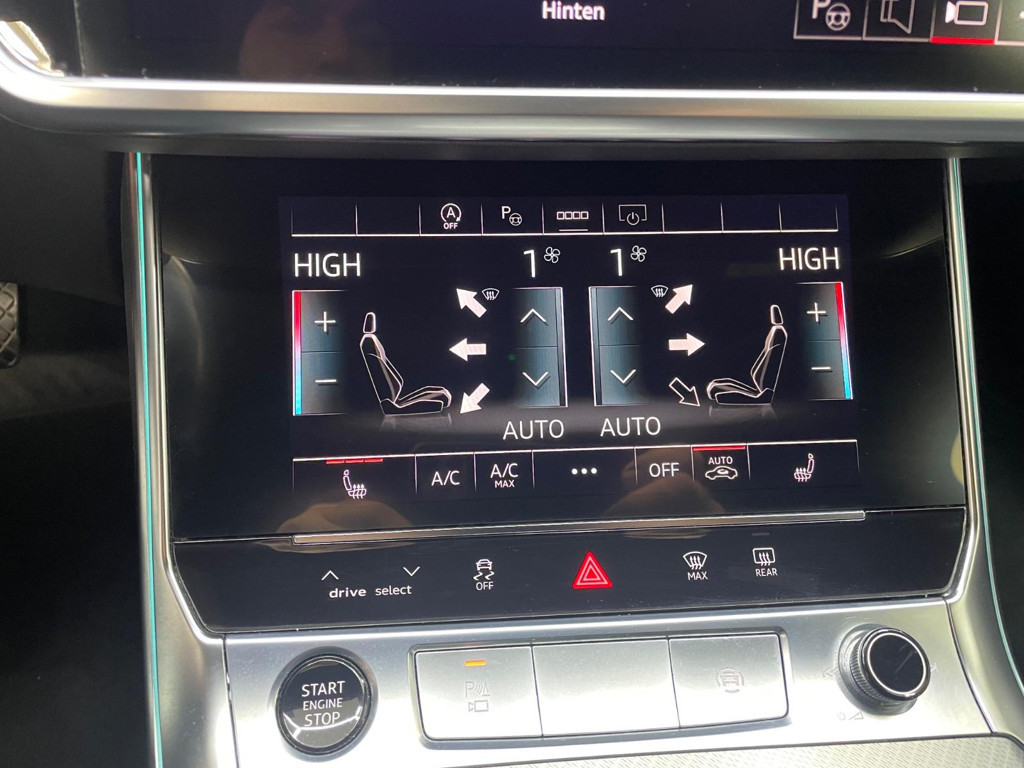 Hinten
P
A
OFF
P
HIGH
1
1
HIGH
+
−
+
−
AUTO
AUTO
A/C
A/C
MAX
•••
OFF
AUTO
drive select
OFF
MAX
REAR
START
ENGINE
STOP
P